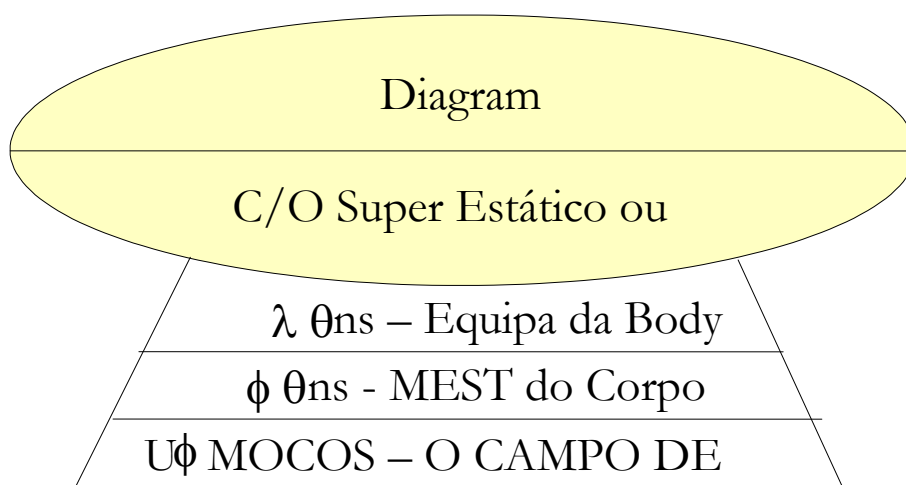 Diagram
C/O Super Estático ou
λ θns – Equipa da Body
ϕ θns - MEST do Corpo
Uϕ MOCOS – O CAMPO DE